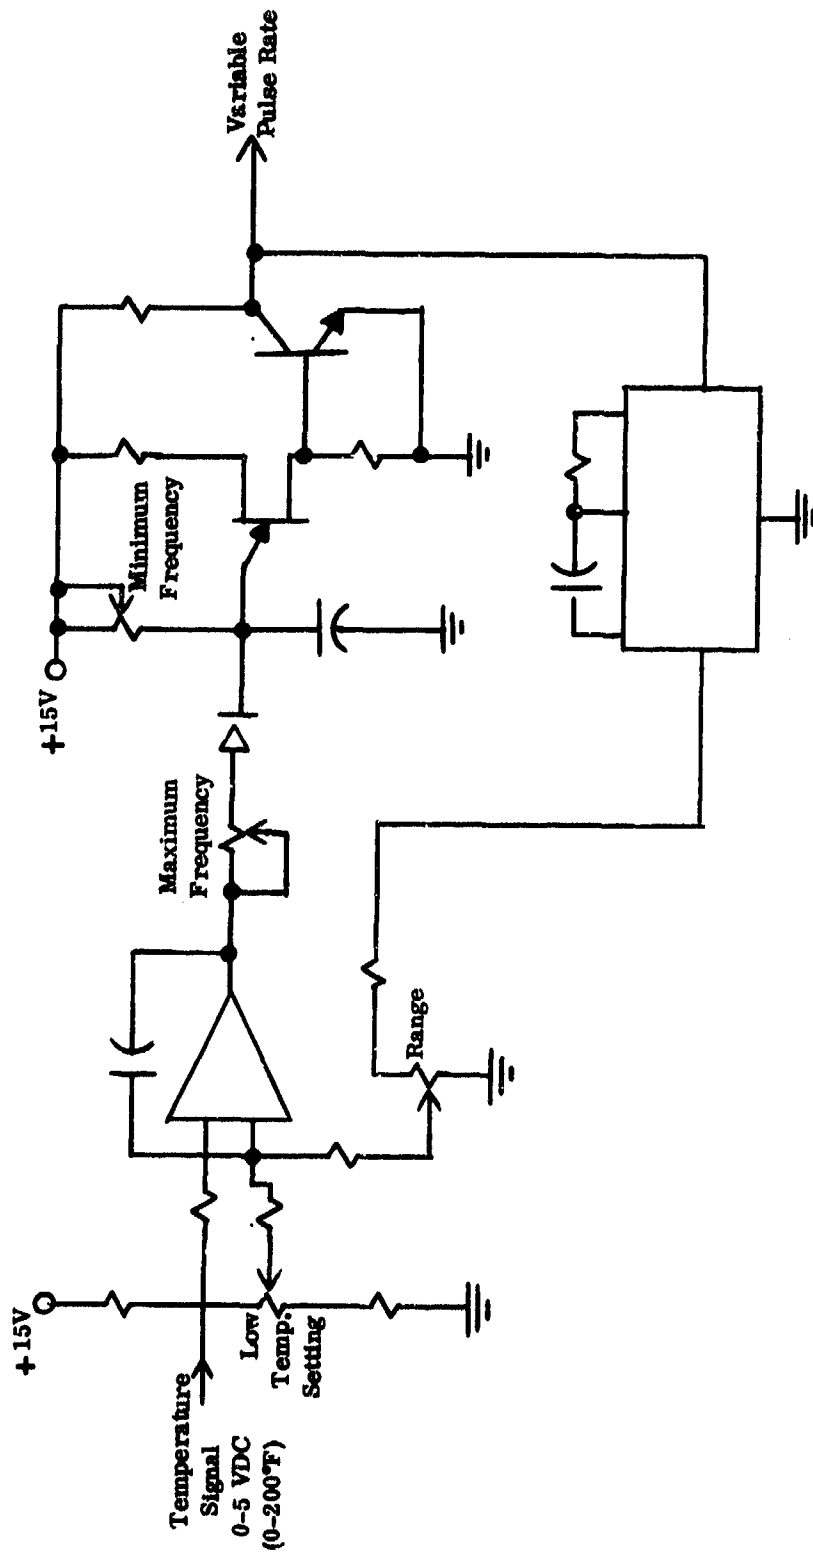 +15V
Temperature
Signal
0-5 VDC
(0-200°F)
Low
Temp.
Setting
Range
Maximum
Frequency
+15V
Minimum
Frequency
Variable
Pulse Rate